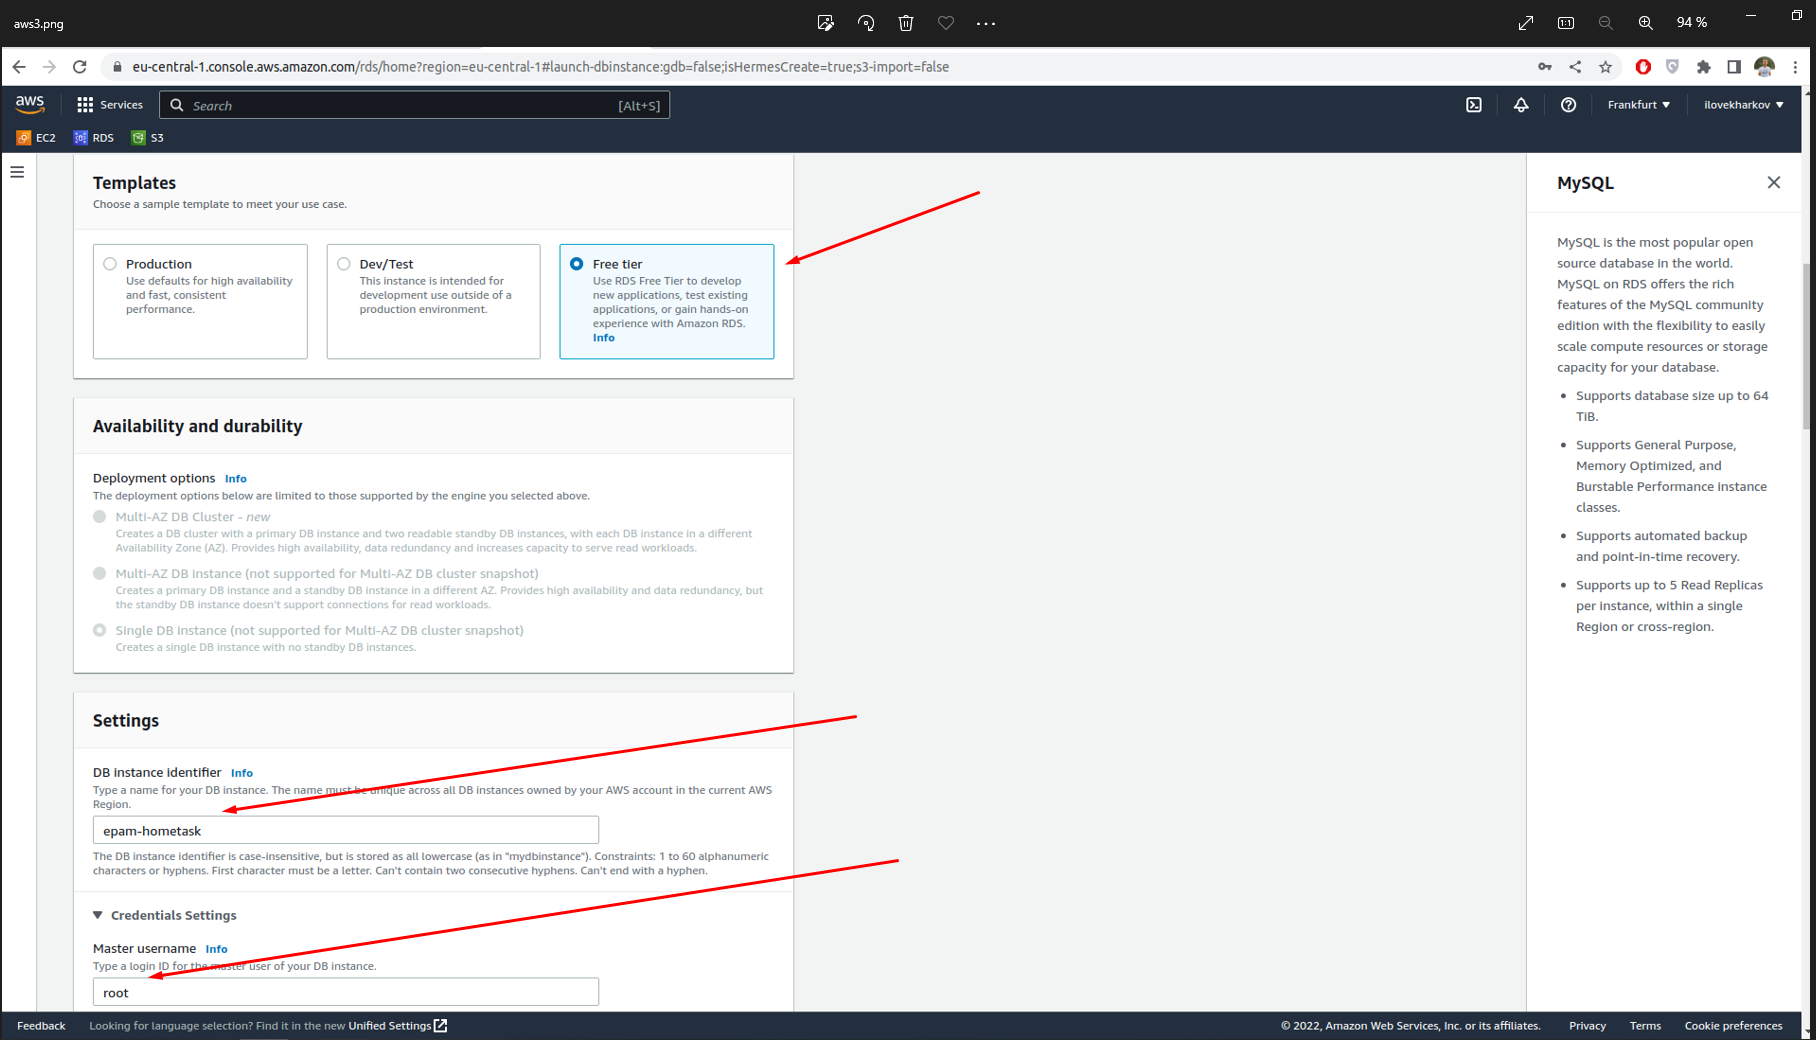 aws3.png
94 %
eu-central-1.console.aws.amazon.com/rds/home?region=eu-central-1#launch-dbinstance:gdb=false;isHermesCreate=true;s3-import=false
aws
Services
Search
[Alt+S]
Frankfurt
ilovekharkov
EC2
RDS
S3
Templates
Choose a sample template to meet your use case.
Production
Use defaults for high availability
and fast, consistent
performance.
Dev/Test
This instance is intended for
development use outside of a
production environment.
Free tier
Use RDS Free Tier to develop
new applications, test existing
applications, or gain hands-on
experience with Amazon RDS.
Info
Availability and durability
Deployment options Info
The deployment options below are limited to those supported by the engine you selected above.
Multi-AZ DB Cluster - new
Creates a DB cluster with a primary DB instance and two readable standby DB instances, with each DB instance in a different
Availability Zone (AZ). Provides high availability, data redundancy and increases capacity to serve read workloads.
Multi-AZ DB instance (not supported for Multi-AZ DB cluster snapshot)
Creates a primary DB instance and a standby DB instance in a different AZ. Provides high availability and data redundancy, but
the standby DB instance doesn't support connections for read workloads.
Single DB instance (not supported for Multi-AZ DB cluster snapshot)
Creates a single DB instance with no standby DB instances.
Settings
DB instance identifier Info
Type a name for your DB instance. The name must be unique across all DB instances owned by your AWS account in the current AWS
Region.
epam-hometask
The DB instance identifier is case-insensitive, but is stored as all lowercase (as in "mydbinstance"). Constraints: 1 to 60 alphanumeric
characters or hyphens. First character must be a letter. Can't contain two consecutive hyphens. Can't end with a hyphen.
Credentials Settings
Master username Info
Type a login ID for the master user of your DB instance.
root
MySQL
MySQL is the most popular open
source database in the world.
MySQL on RDS offers the rich
features of the MySQL community
edition with the flexibility to easily
scale compute resources or storage
capacity for your database.
• Supports database size up to 64
TiB.
• Supports General Purpose,
Memory Optimized, and
Burstable Performance instance
classes.
• Supports automated backup
and point-in-time recovery.
• Supports up to 5 Read Replicas
per instance, within a single
Region or cross-region.
Feedback
Looking for language selection? Find it in the new Unified Settings
© 2022, Amazon Web Services, Inc. or its affiliates.
Privacy
Terms
Cookie preferences